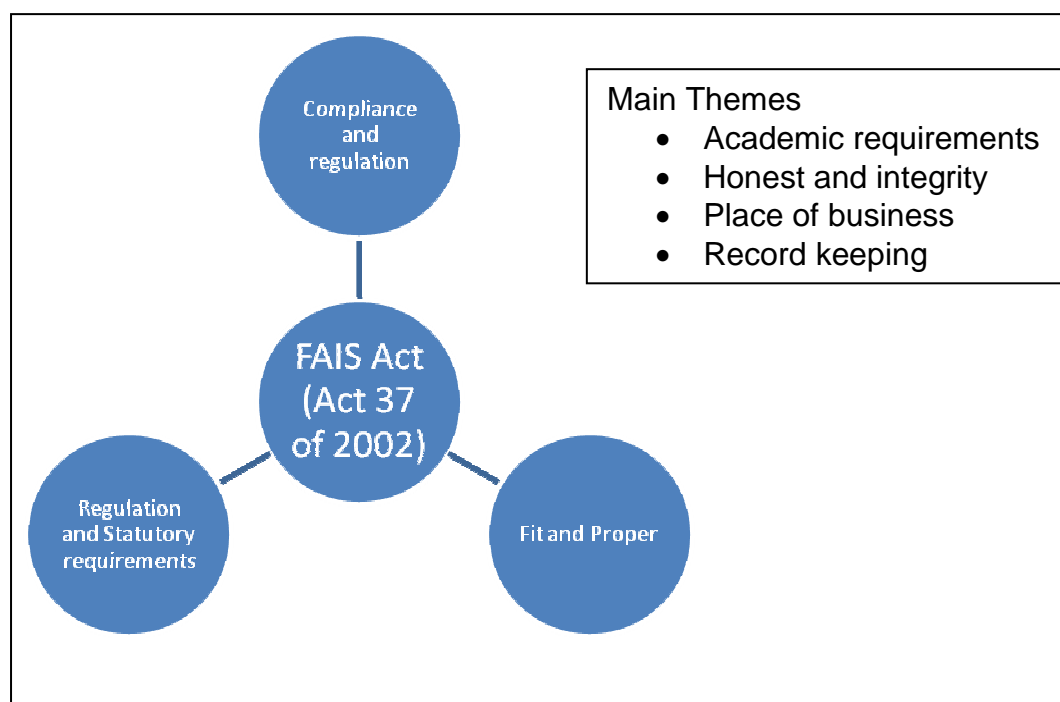 Compliance
and
regulation
Main Themes
• Academic requirements
• Honest and integrity
• Place of business
• Record keeping
FAIS Act
(Act 37
of 2002)
Regulation
and Statutory
requirements
Fit and Proper